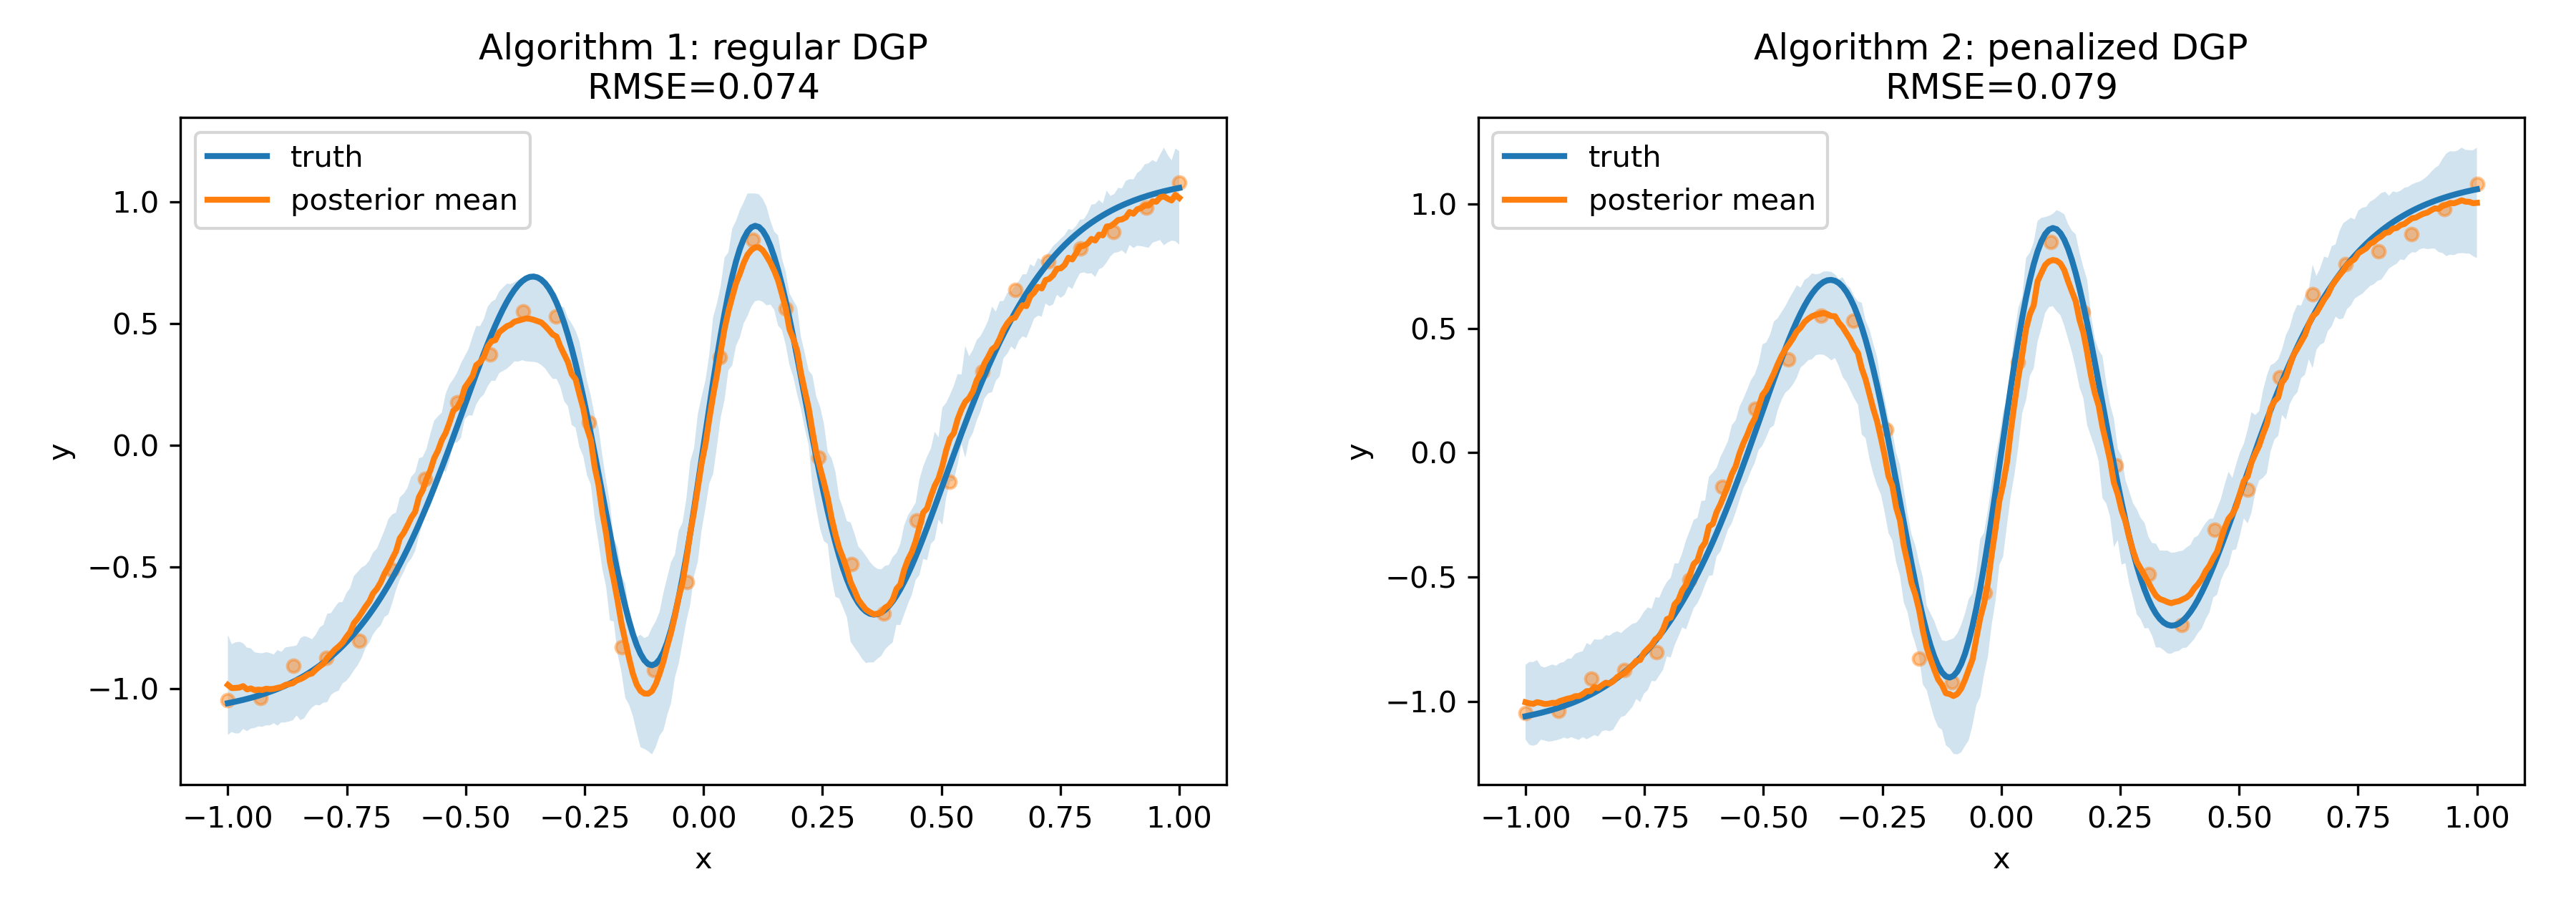 Algorithm 1: regular DGP
RMSE=0.074
truth
posterior mean
1.0
0.5
0.0
−0.5
−1.0
y
−1.00 −0.75 −0.50 −0.25 0.00 0.25 0.50 0.75 1.00
x
Algorithm 2: penalized DGP
RMSE=0.079
truth
posterior mean
1.0
0.5
0.0
−0.5
−1.0
y
−1.00 −0.75 −0.50 −0.25 0.00 0.25 0.50 0.75 1.00
x